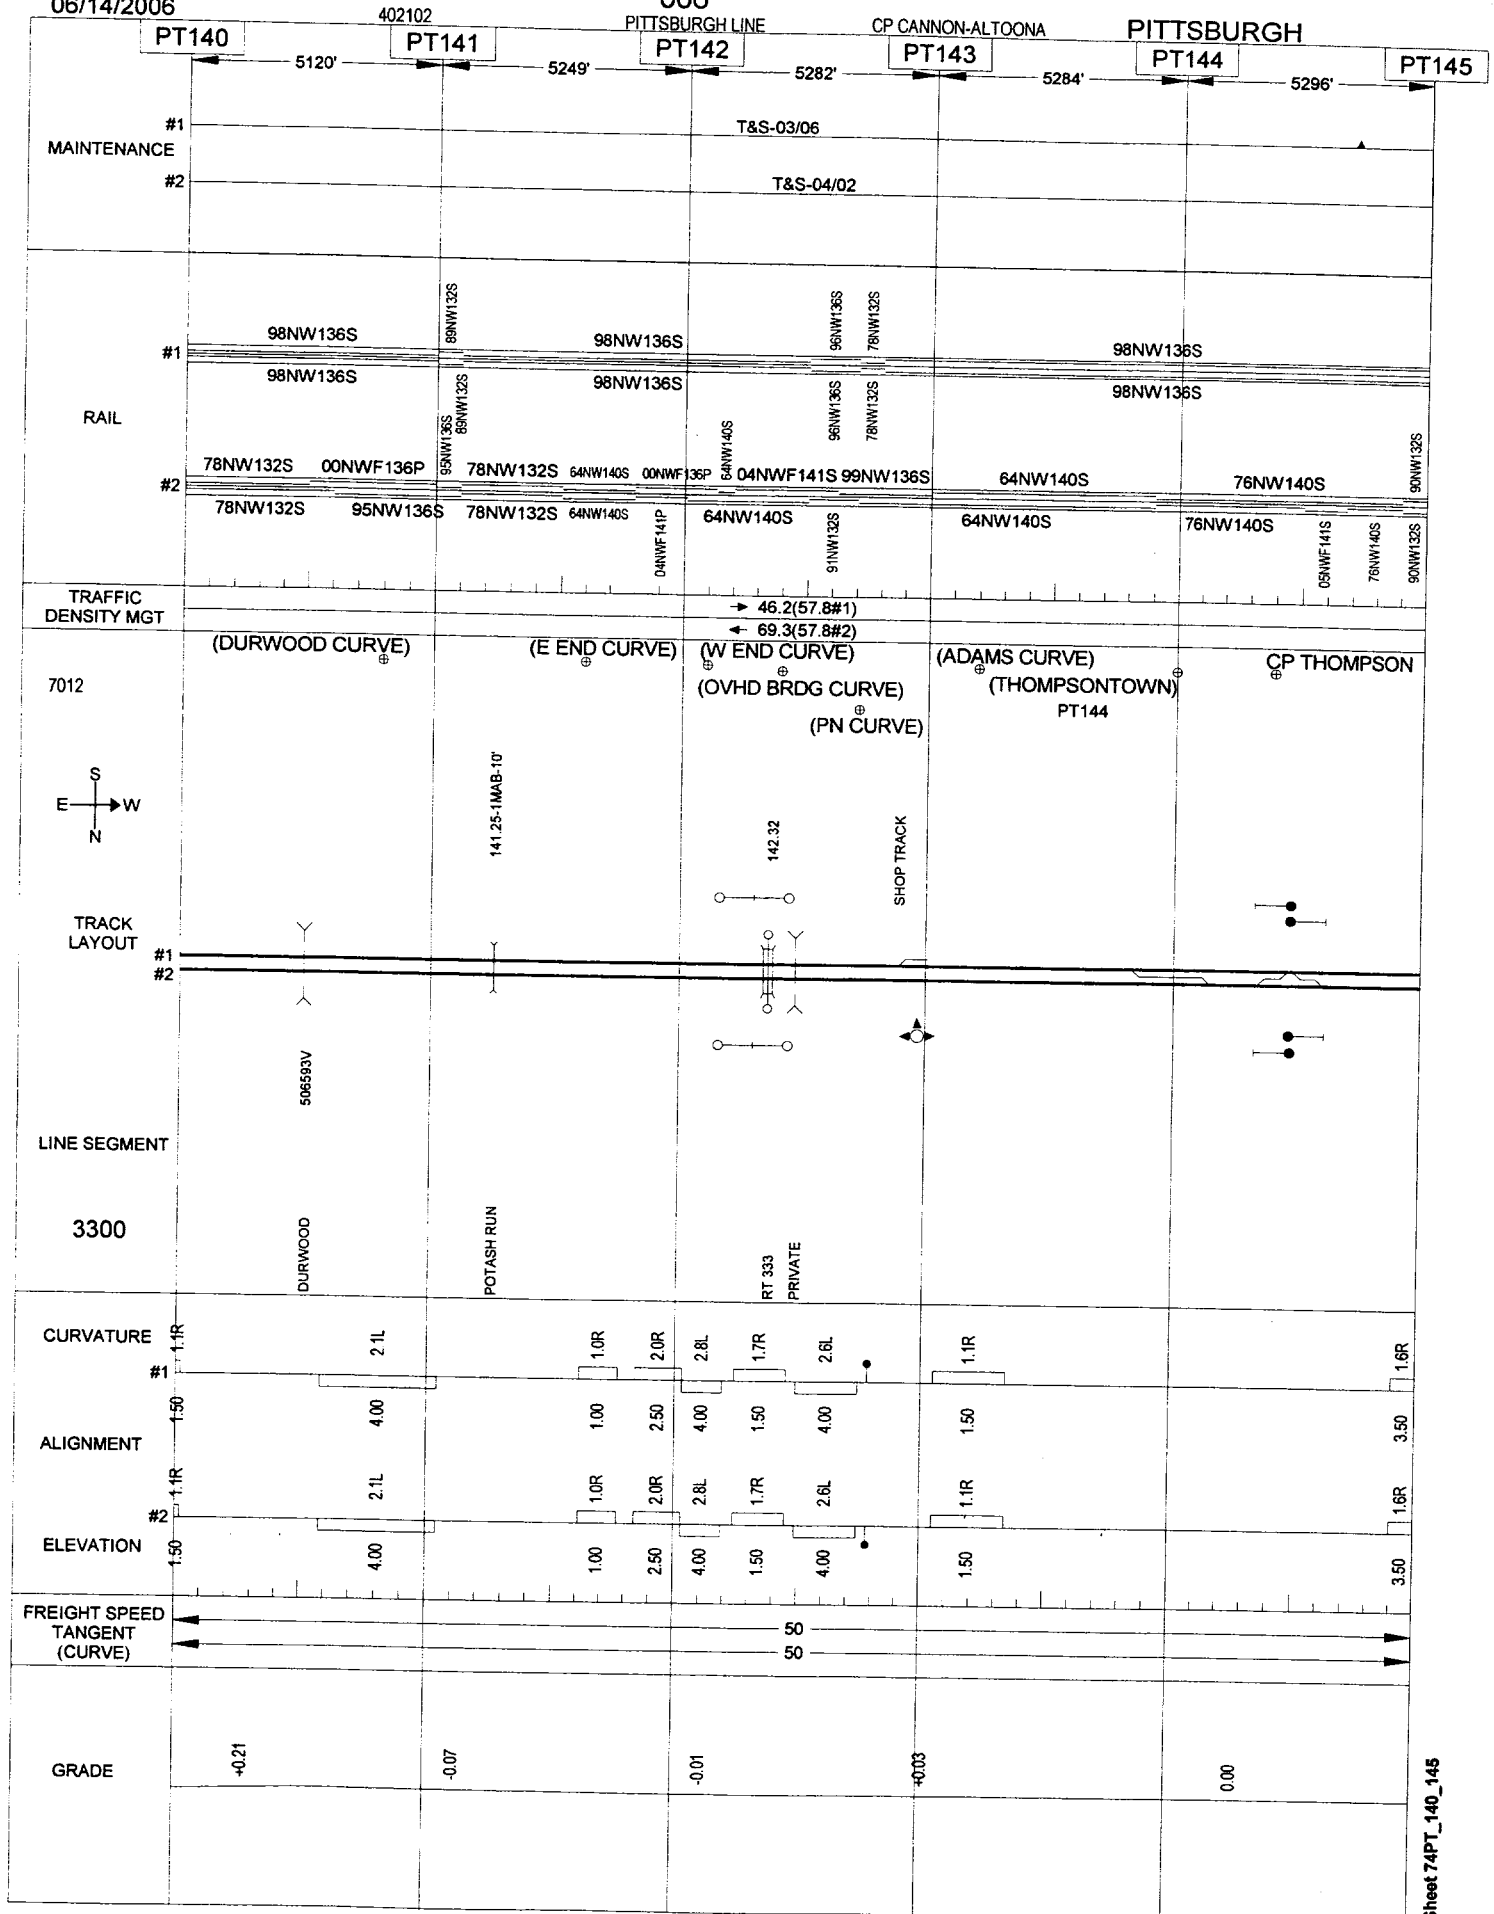 06/14/2006
402102
PITTSBURGH LINE
CP CANNON-ALTOONA
PITTSBURGH
PT140
PT141
PT142
PT143
PT144
PT145
5120'
5249'
5282'
5284'
5296'
MAINTENANCE
#1
T&S-03/06
#2
T&S-04/02
RAIL
89NW132S
96NW136S
78NW132S
#1
98NW136S
98NW136S
98NW136S
98NW136S
98NW136S
98NW136S
95NW136S
89NW132S
64NW140S
96NW136S
78NW132S
90NW132S
#2
78NW132S
00NWF136P
78NW132S
64NW140S
00NWF136P
04NWF141S
99NW136S
64NW140S
76NW140S
78NW132S
95NW136S
78NW132S
64NW140S
64NW140S
64NW140S
76NW140S
04NWF141P
91NW132S
05NWF141S
76NW140S
90NW132S
TRAFFIC
DENSITY MGT
46.2(57.8#1)
69.3(57.8#2)
7012
(DURWOOD CURVE)
(E END CURVE)
(W END CURVE)
(OVHD BRDG CURVE)
(PN CURVE)
(ADAMS CURVE)
(THOMPSONTOWN)
PT144
CP THOMPSON
S
E
W
N
141.25-1MAB-10'
142.32
SHOP TRACK
TRACK
LAYOUT
#1
#2
506593V
LINE SEGMENT
3300
DURWOOD
POTASH RUN
RT 333
PRIVATE
CURVATURE
#1
1.1R
2.1L
1.0R
2.0R
2.8L
1.7R
2.6L
1.1R
1.6R
1.50
4.00
1.00
2.50
4.00
1.50
4.00
1.50
3.50
ALIGNMENT
#2
1.1R
2.1L
1.0R
2.0R
2.8L
1.7R
2.6L
1.1R
1.6R
ELEVATION
1.50
4.00
1.00
2.50
4.00
1.50
4.00
1.50
3.50
FREIGHT SPEED
TANGENT
(CURVE)
50
50
GRADE
+0.21
-0.07
-0.01
+0.03
0.00
Sheet 74PT_140_145